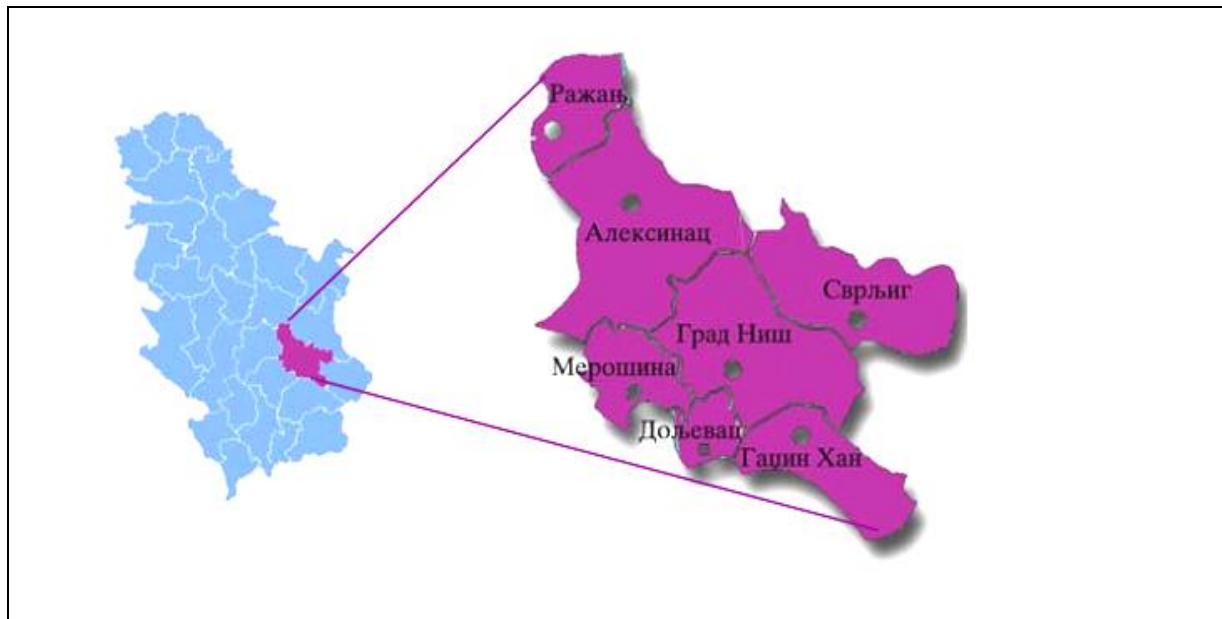 Ражањ
Алексинац
Сврљиг
Град Ниш
Мерошина
Дољевац
Гаџин Хан